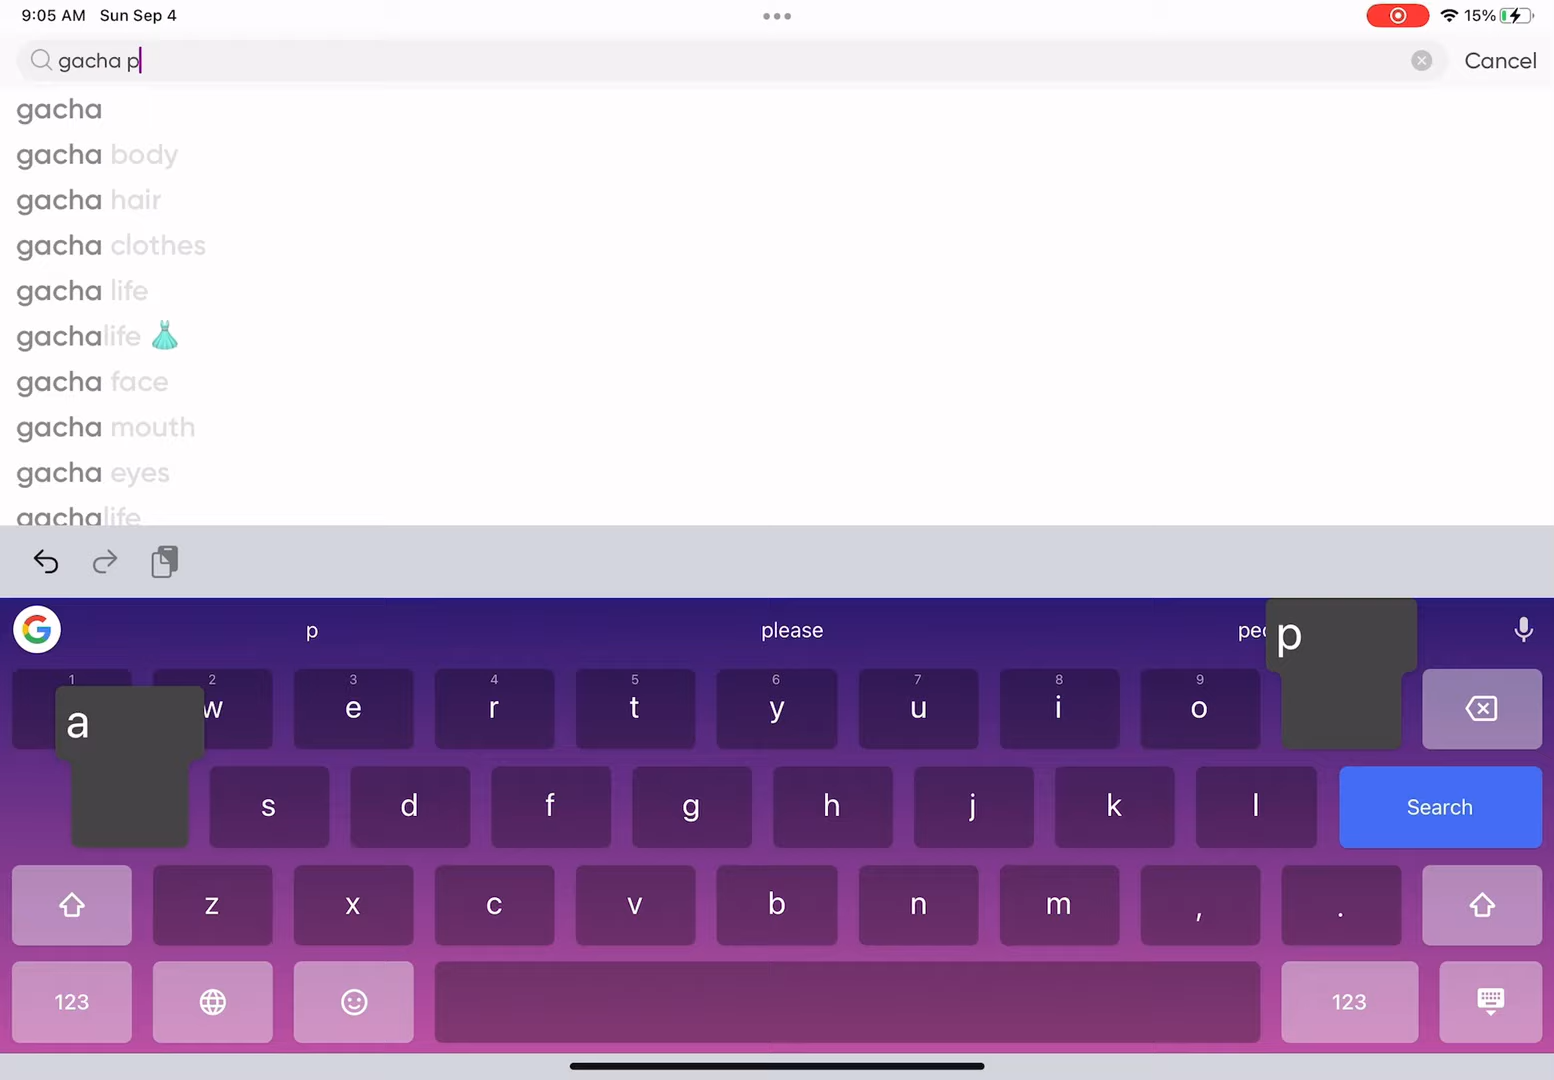 9:05 AM Sun Sep 4
15%
gacha p
Cancel
gacha
gacha body
gacha hair
gacha clothes
gacha life
gachalife 👗
gacha face
gacha mouth
gacha eyes
gachalife
G
p please
p
1 2 3 4 5 6 7 8 9
w e r t y u i o
a
s d f g h j k l Search
z x c v b n m , .
123 123